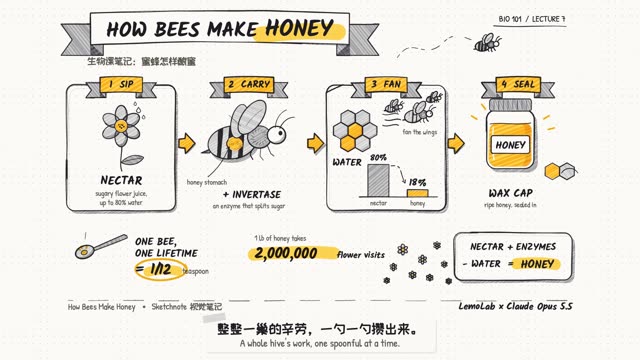 HOW BEES MAKE HONEY
BIO 101 / LECTURE 7
生物课笔记：蜜蜂怎样酿蜜
1 SIP
NECTAR
sugary flower juice,
up to 80% water
2 CARRY
honey stomach
+ INVERTASE
an enzyme that splits sugar
3 FAN
fan the wings
WATER
80%
18%
nectar
honey
4 SEAL
HONEY
WAX CAP
ripe honey, sealed in
ONE BEE,
ONE LIFETIME
= 1/12 teaspoon
1 lb of honey takes
2,000,000 flower visits
NECTAR + ENZYMES
- WATER = HONEY
How Bees Make Honey • Sketchnote 视觉笔记
LemoLab x Claude Opus 5.5
整整一巢的辛劳，一勺一勺攒出来。
A whole hive's work, one spoonful at a time.